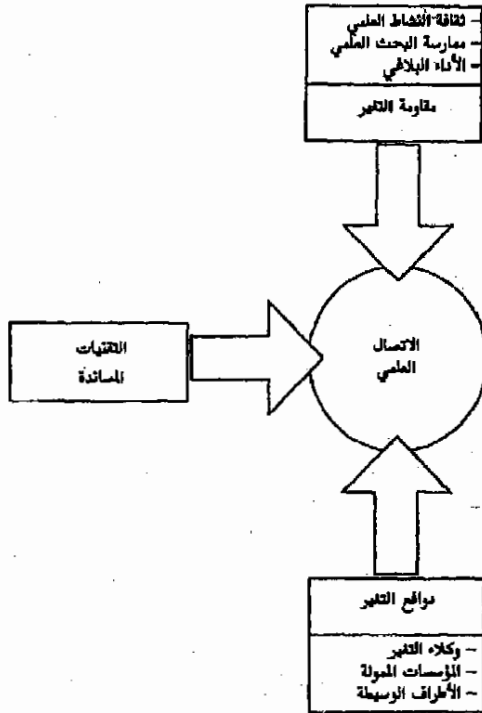 - ثقافة النشاط العلمي
- ممارسة البحث العلمي
- الأداء البلاغي
مقاومة التغير
التقنيات
المساندة
الاتصال
العلمي
دوافع التغير
- وكلاء التغير
- المؤسسات الممولة
- الأطراف الوسيطة